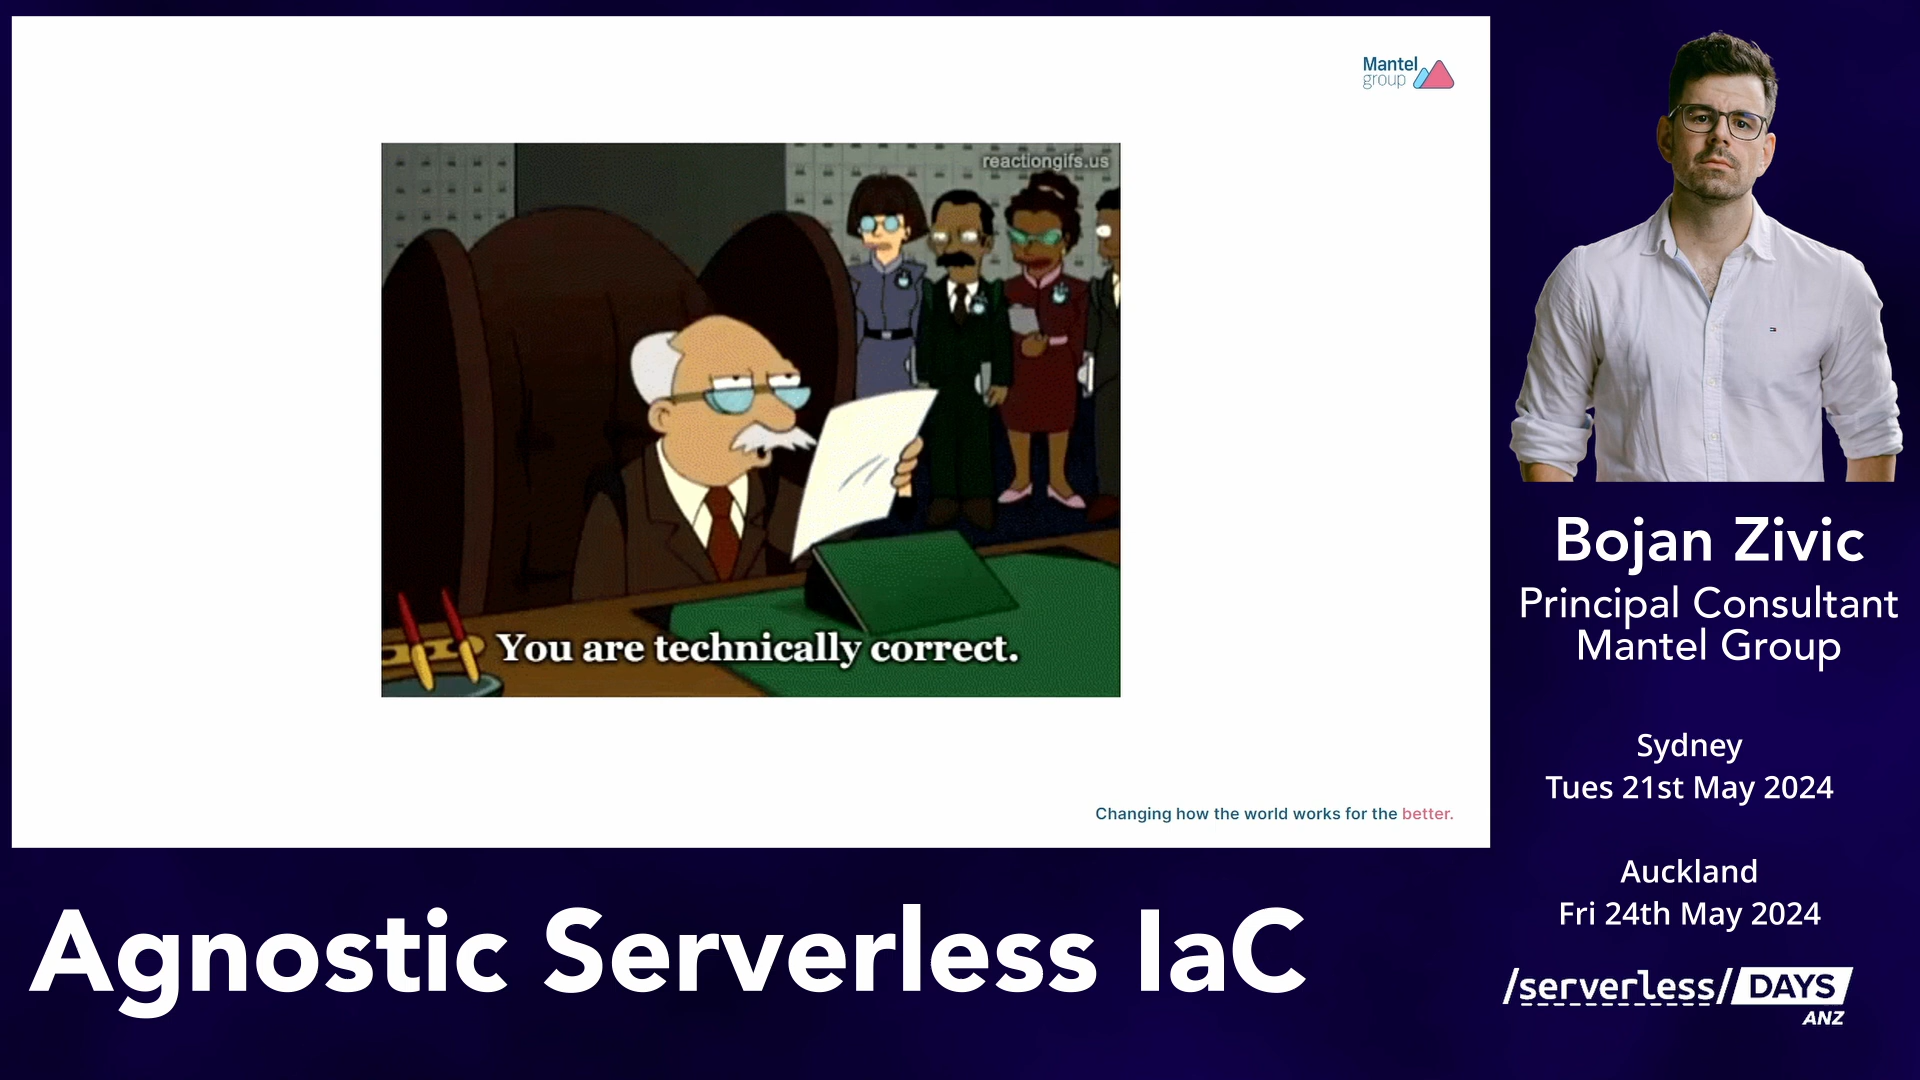 Mantel
group
reactiongifs.us
You are technically correct.
Changing how the world works for the better.
Bojan Zivic
Principal Consultant
Mantel Group
Sydney
Tues 21st May 2024
Auckland
Fri 24th May 2024
Agnostic Serverless IaC
/serverless/DAYS
ANZ